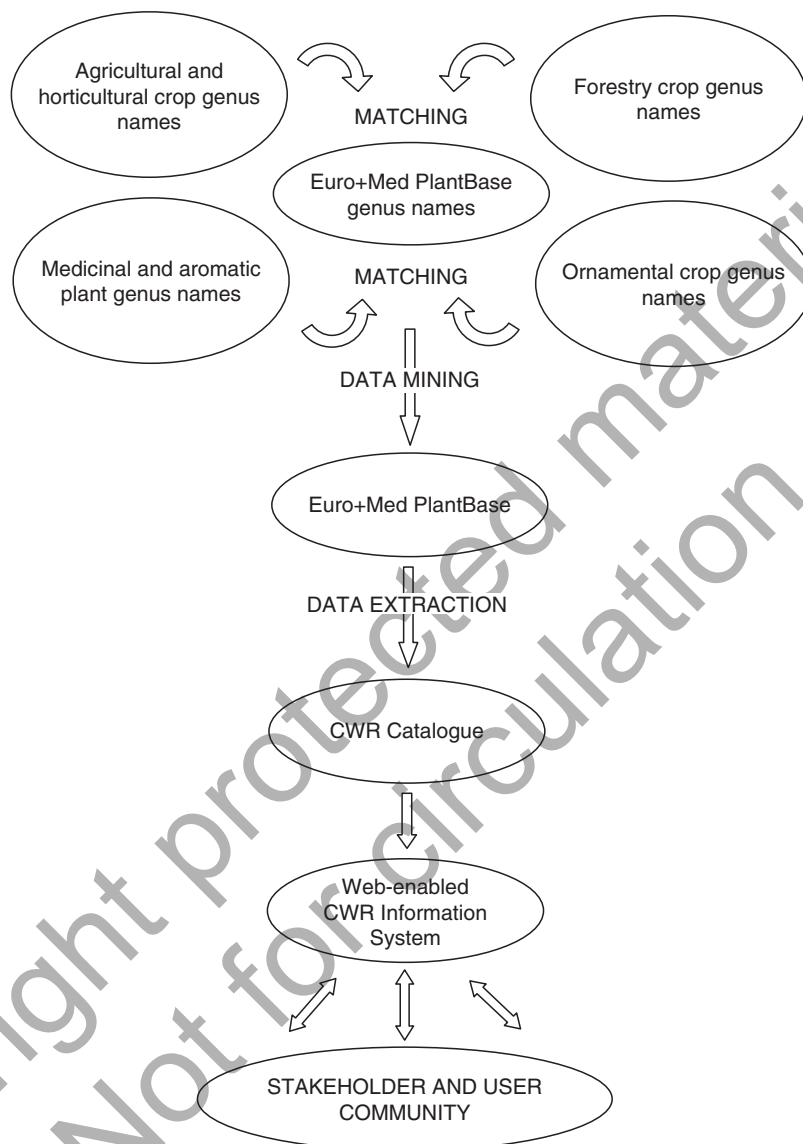 Agricultural and
horticultural crop genus
names
Forestry crop genus
names
MATCHING
Euro+Med PlantBase
genus names
Medicinal and aromatic
plant genus names
MATCHING
Ornamental crop genus
names
DATA MINING
Euro+Med PlantBase
DATA EXTRACTION
CWR Catalogue
Web-enabled
CWR Information
System
STAKEHOLDER AND USER
COMMUNITY
ight protected materi
Not for circulation